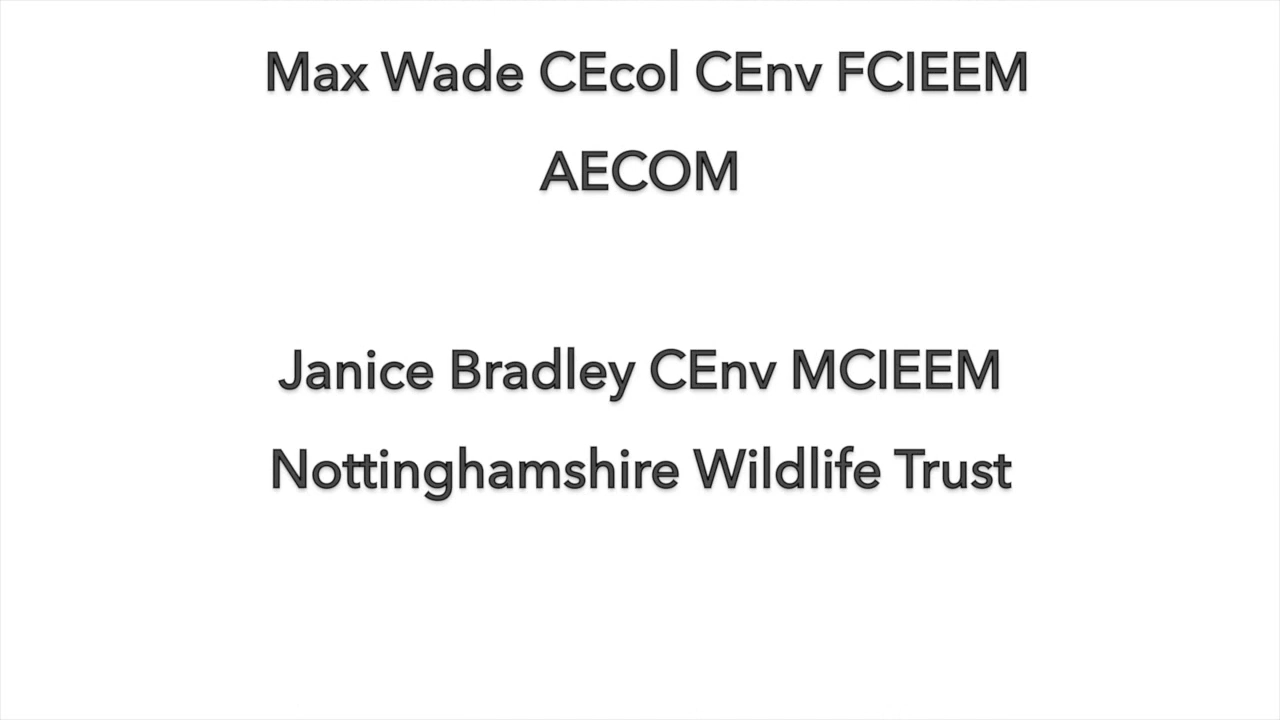 Max Wade CEcol CEnv FCIEEM
AECOM
Janice Bradley CEnv MCIEEM
Nottinghamshire Wildlife Trust